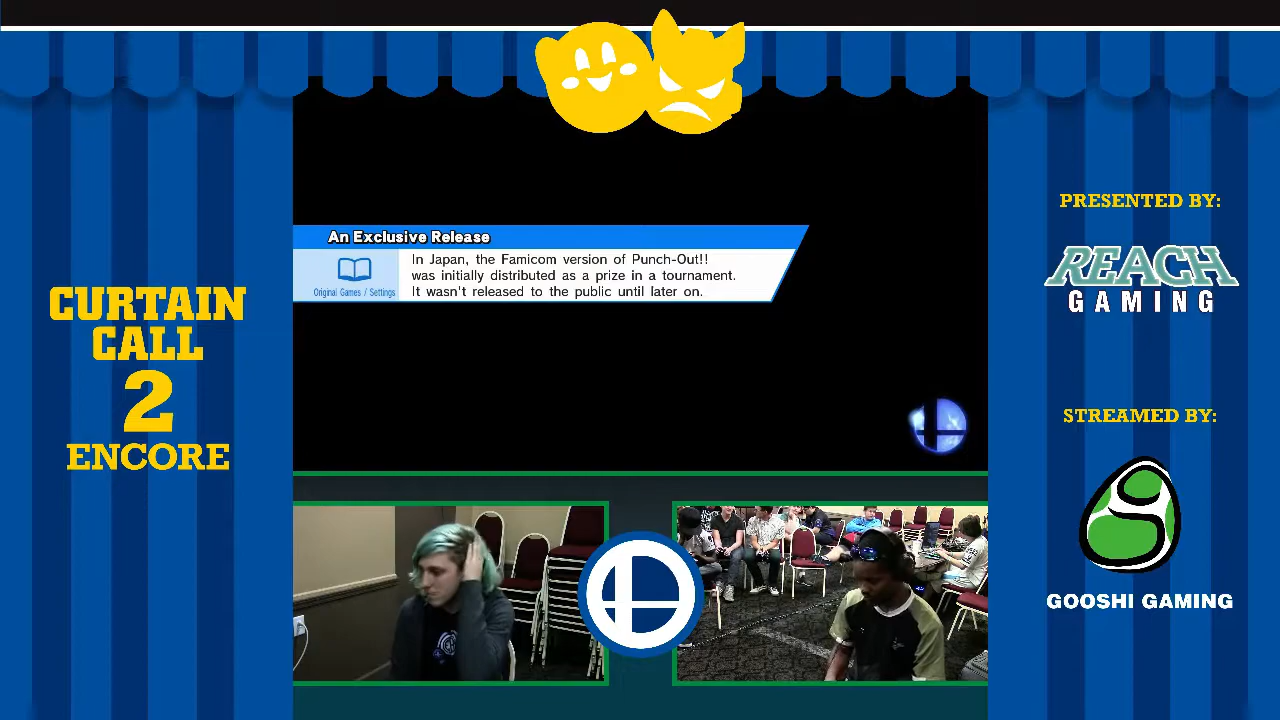 An Exclusive Release
In Japan, the Famicom version of Punch-Out!!
was initially distributed as a prize in a tournament.
It wasn't released to the public until later on.
Original Games / Settings
CURTAIN
CALL
2
ENCORE
PRESENTED BY:
REACH
GAMING
STREAMED BY:
GOOSHI GAMING